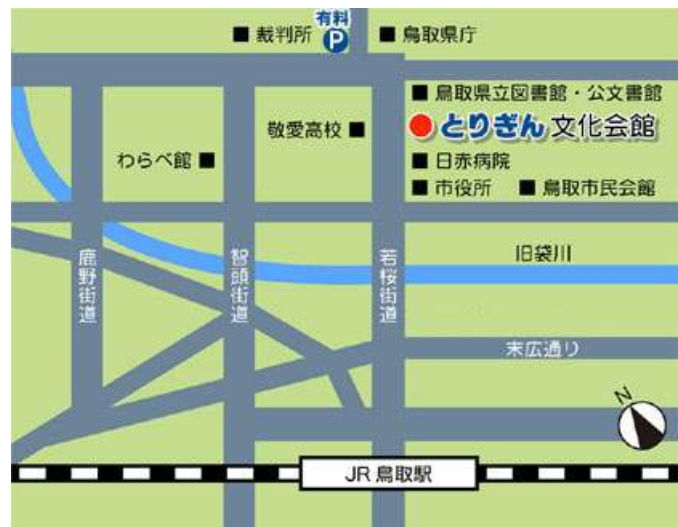 有料
P
■ 裁判所
■ 鳥取県庁
■ 鳥取県立図書館・公文書館
敬愛高校 ■
● とりぎん文化会館
わらべ館 ■
■ 日赤病院
■ 市役所 ■ 鳥取市民会館
鹿野街道
智頭街道
若桜街道
旧袋川
末広通り
N
JR 鳥取駅